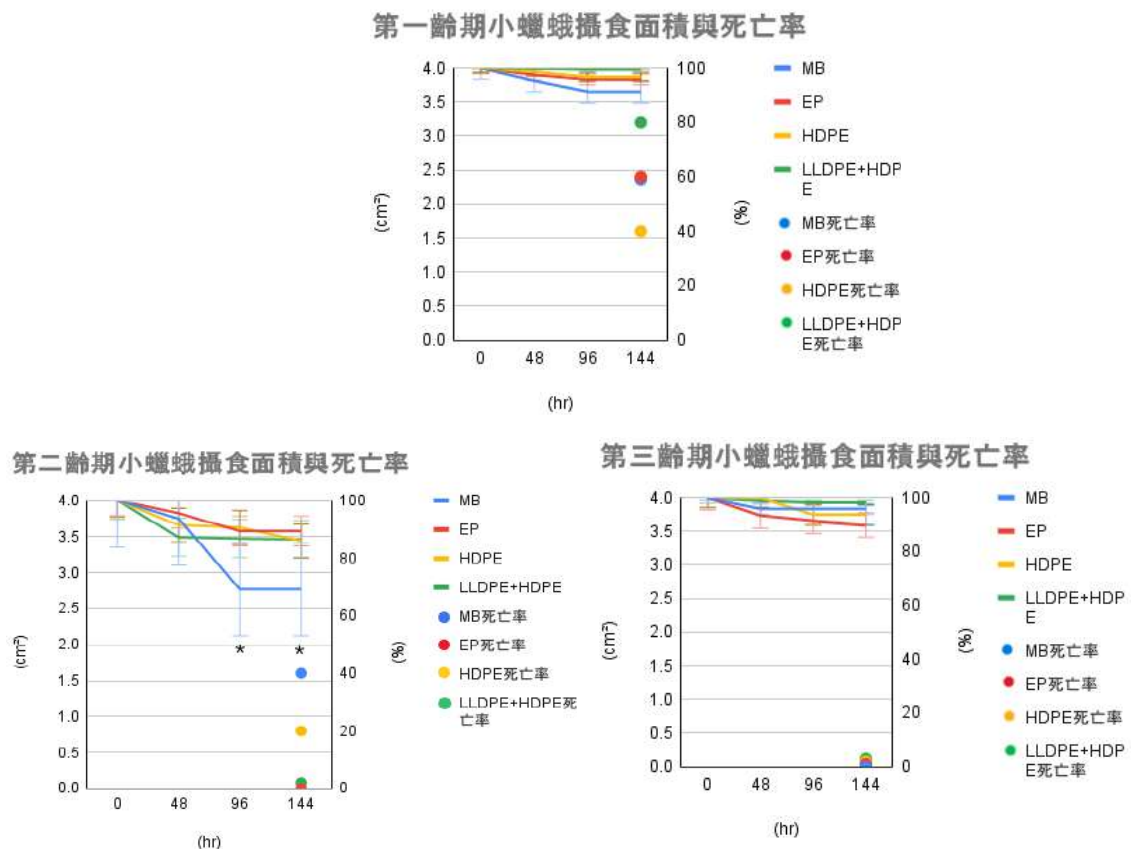 第一齡期小蠟蛾攝食面積與死亡率
4.0
3.5
3.0
2.5
2.0
1.5
1.0
0.5
0.0
(cm²)
100
80
60
40
20
0
(%)
0 48 96 144
(hr)
MB
EP
HDPE
LLDPE+HDP
E
MB死亡率
EP死亡率
HDPE死亡率
LLDPE+HDP
E死亡率
第二齡期小蠟蛾攝食面積與死亡率
4.0
3.5
3.0
2.5
2.0
1.5
1.0
0.5
0.0
(cm²)
* *
100
80
60
40
20
0
(%)
0 48 96 144
(hr)
MB
EP
HDPE
LLDPE+HDPE
MB死亡率
EP死亡率
HDPE死亡率
LLDPE+HDPE死
亡率
第三齡期小蠟蛾攝食面積與死亡率
4.0
3.5
3.0
2.5
2.0
1.5
1.0
0.5
0.0
(cm²)
100
80
60
40
20
0
(%)
0 48 96 144
(hr)
MB
EP
HDPE
LLDPE+HDP
E
MB死亡率
EP死亡率
HDPE死亡率
LLDPE+HDP
E死亡率